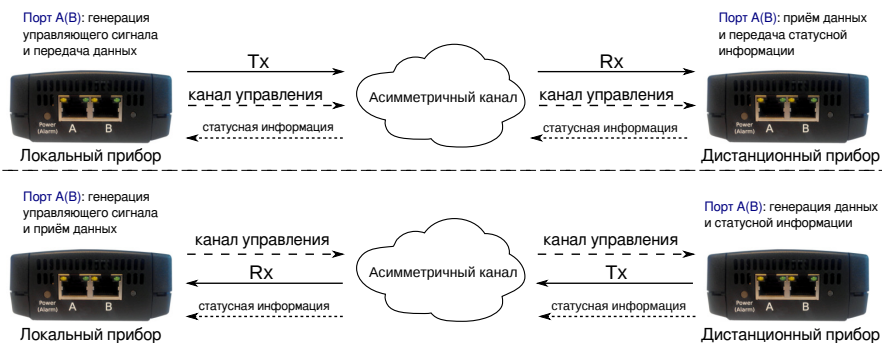 Порт A(B): генерация
управляющего сигнала
и передача данных
Порт A(B): приём данных
и передача статусной
информации
Tx
Rx
канал управления
Асимметричный канал
канал управления
статусная информация
статусная информация
Power
(Alarm)
A
B
Power
(Alarm)
A
B
Локальный прибор
Дистанционный прибор
Порт A(B): генерация
управляющего сигнала
и приём данных
Порт A(B): генерация данных
и статусной информации
канал управления
канал управления
Rx
Асимметричный канал
Tx
статусная информация
статусная информация
Power
(Alarm)
A
B
Power
(Alarm)
A
B
Локальный прибор
Дистанционный прибор